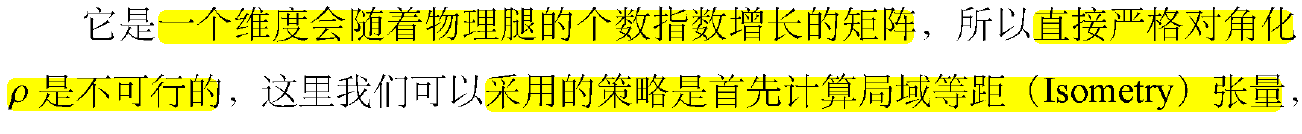 它是一个维度会随着物理腿的个数指数增长的矩阵，所以直接严格对角化
ρ 是不可行的，这里我们可以采用的策略是首先计算局域等距（Isometry）张量，